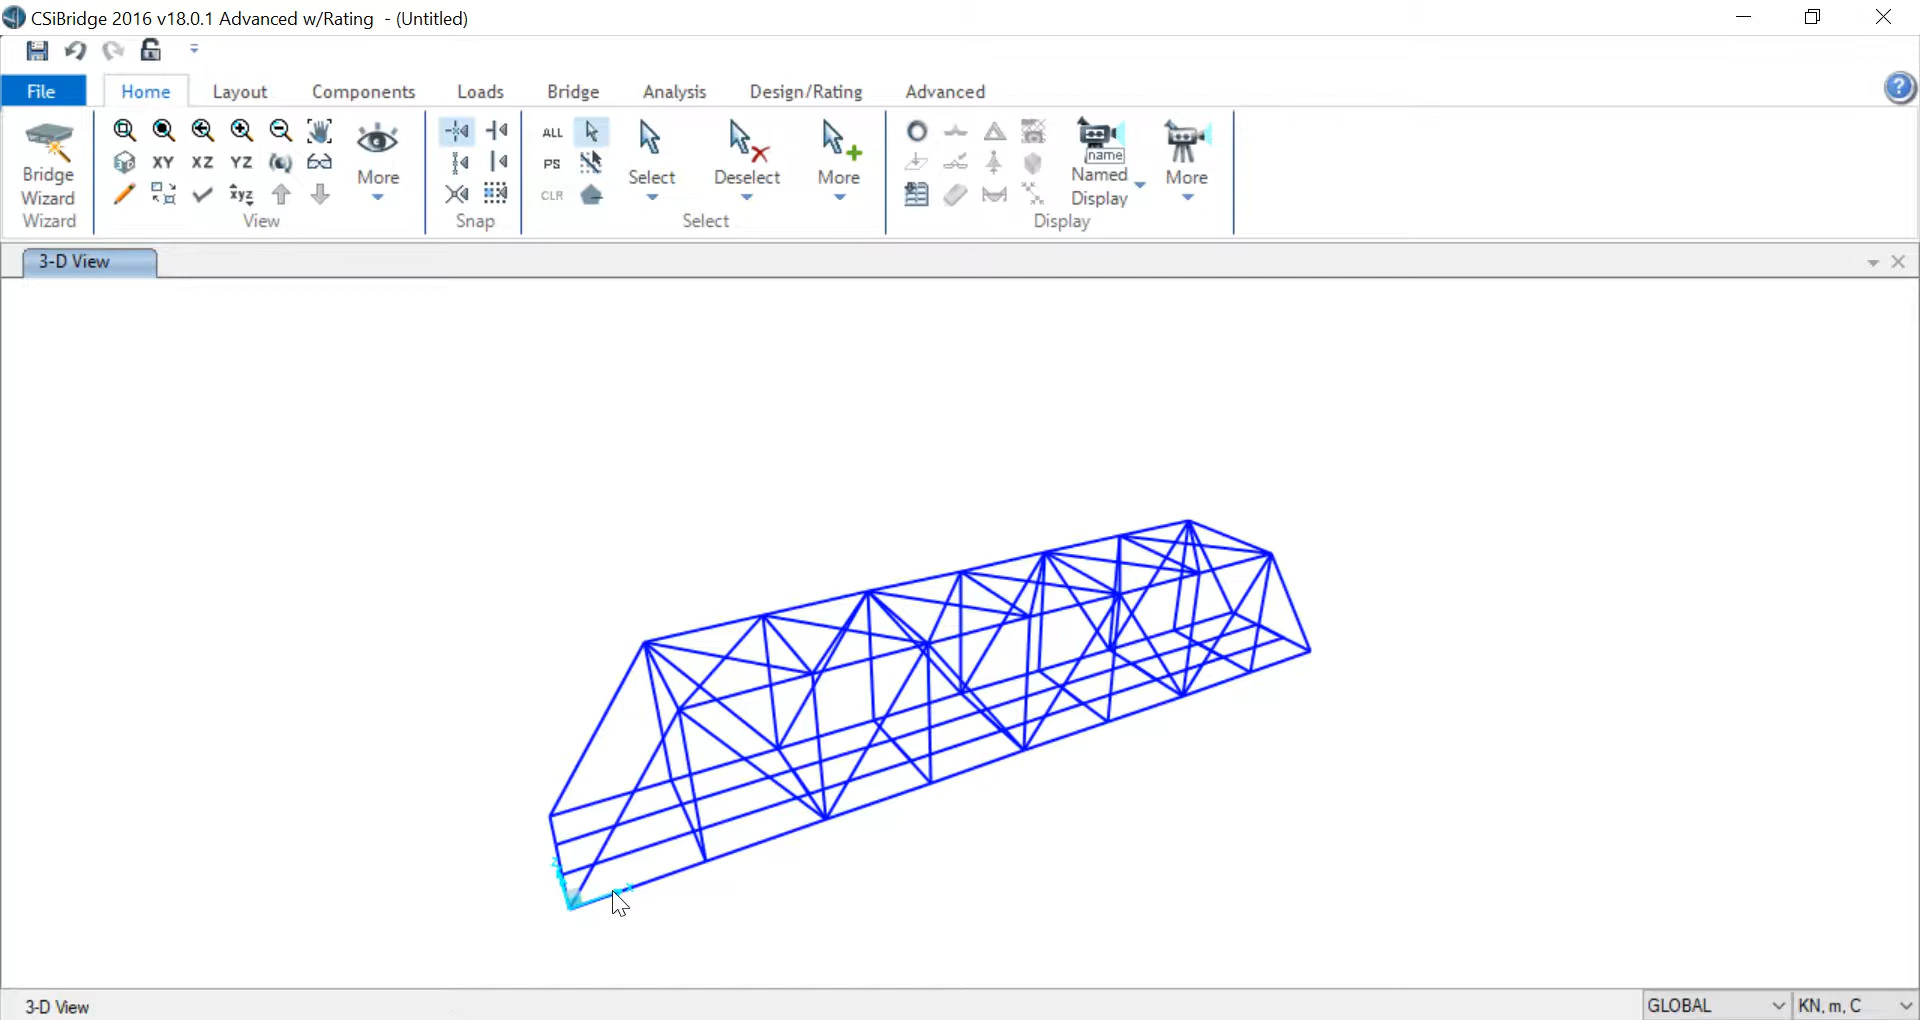 CSiBridge 2016 v18.0.1 Advanced w/Rating - (Untitled)
File Home Layout Components Loads Bridge Analysis Design/Rating Advanced
Bridge
Wizard
Wizard
XY XZ YZ
xyz
More
View
Snap
ALL
PS
CLR
Select
Deselect
More
Select
name
Named
Display
More
Display
3-D View
Z
X
3-D View
GLOBAL
KN, m, C